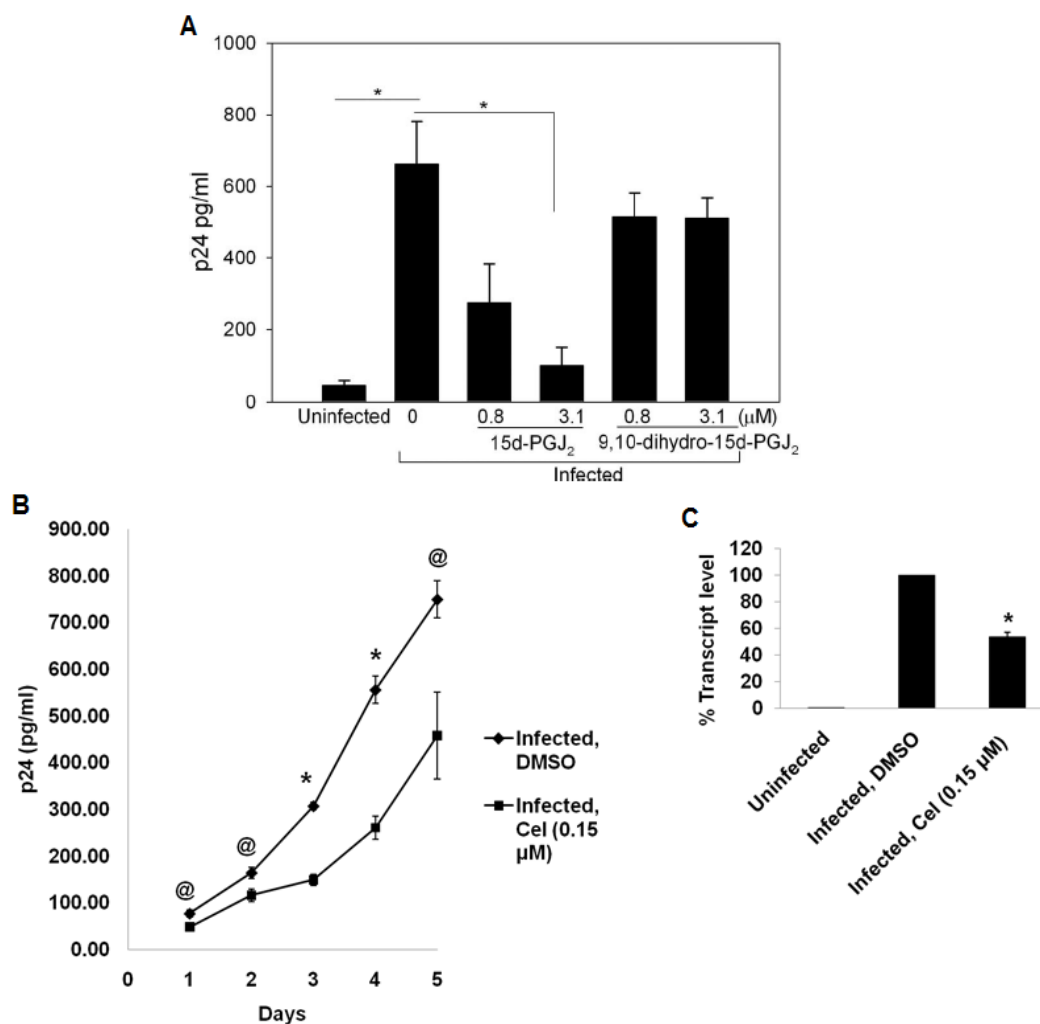 A
1000
800
600
400
200
0
p24 pg/ml
*
*
Uninfected 0 0.8 3.1 0.8 3.1 (μM)
15d-PGJ2 9,10-dihydro-15d-PGJ2
Infected
B
900.00
800.00
700.00
600.00
500.00
400.00
300.00
200.00
100.00
0.00
p24 (pg/ml)
@
@
*
*
@
0 1 2 3 4 5
Days
Infected,
DMSO
Infected,
Cel (0.15
μM)
C
120
100
80
60
40
20
0
% Transcript level
*
Uninfected
Infected, DMSO
Infected, Cel (0.15 μM)